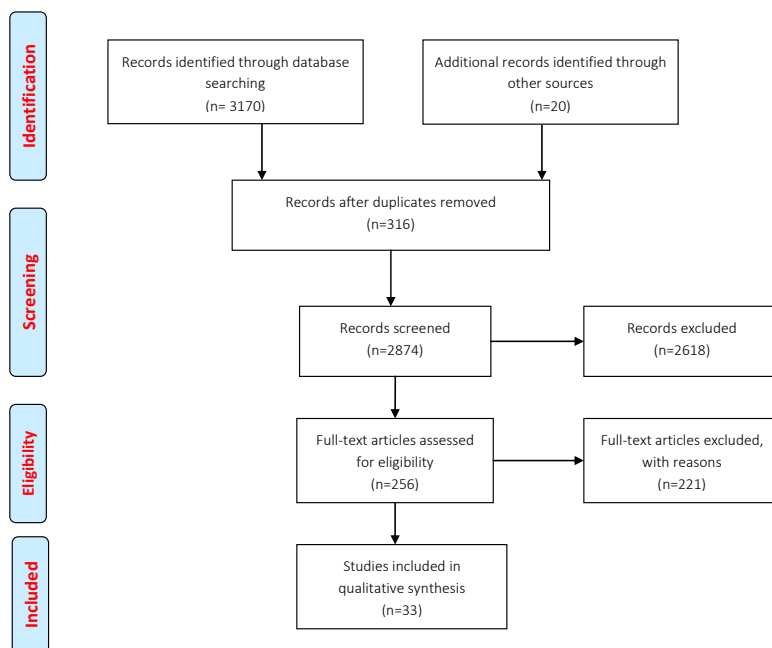 Identification
Records identified through database
searching
(n= 3170)
Additional records identified through
other sources
(n=20)
Records after duplicates removed
(n=316)
Screening
Records screened
(n=2874)
Records excluded
(n=2618)
Eligibility
Full-text articles assessed
for eligibility
(n=256)
Full-text articles excluded,
with reasons
(n=221)
Included
Studies included in
qualitative synthesis
(n=33)